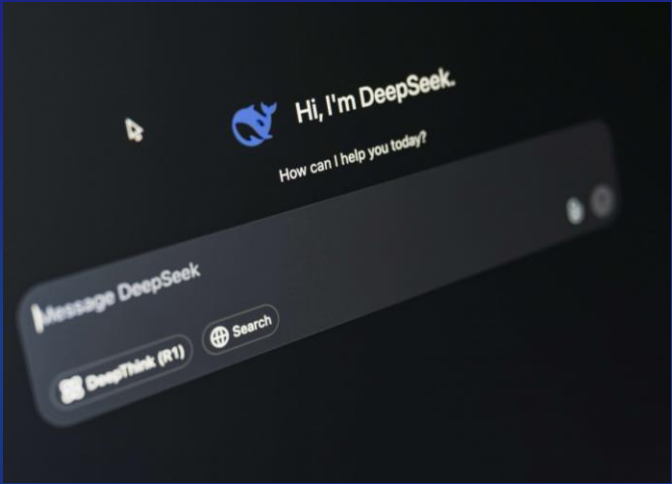 Hi, I'm DeepSeek.
How can I help you today?
Message DeepSeek
DeepThink (R1)
Search